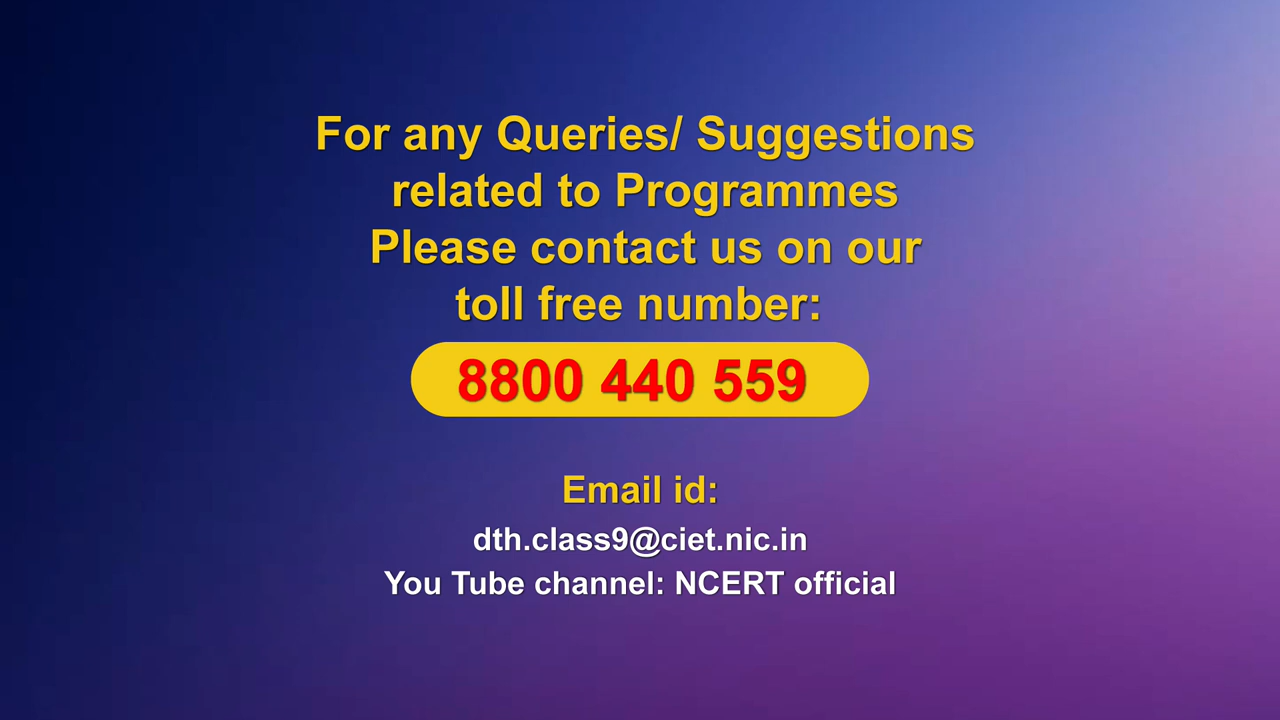 For any Queries/ Suggestions
related to Programmes
Please contact us on our
toll free number:
8800 440 559
Email id:
dth.class9@ciet.nic.in
You Tube channel: NCERT official